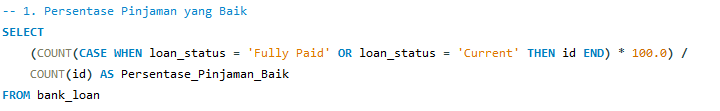 -- 1. Persentase Pinjaman yang Baik
SELECT
(COUNT(CASE WHEN loan_status = 'Fully Paid' OR loan_status = 'Current' THEN id END) * 100.0) /
COUNT(id) AS Persentase_Pinjaman_Baik
FROM bank_loan